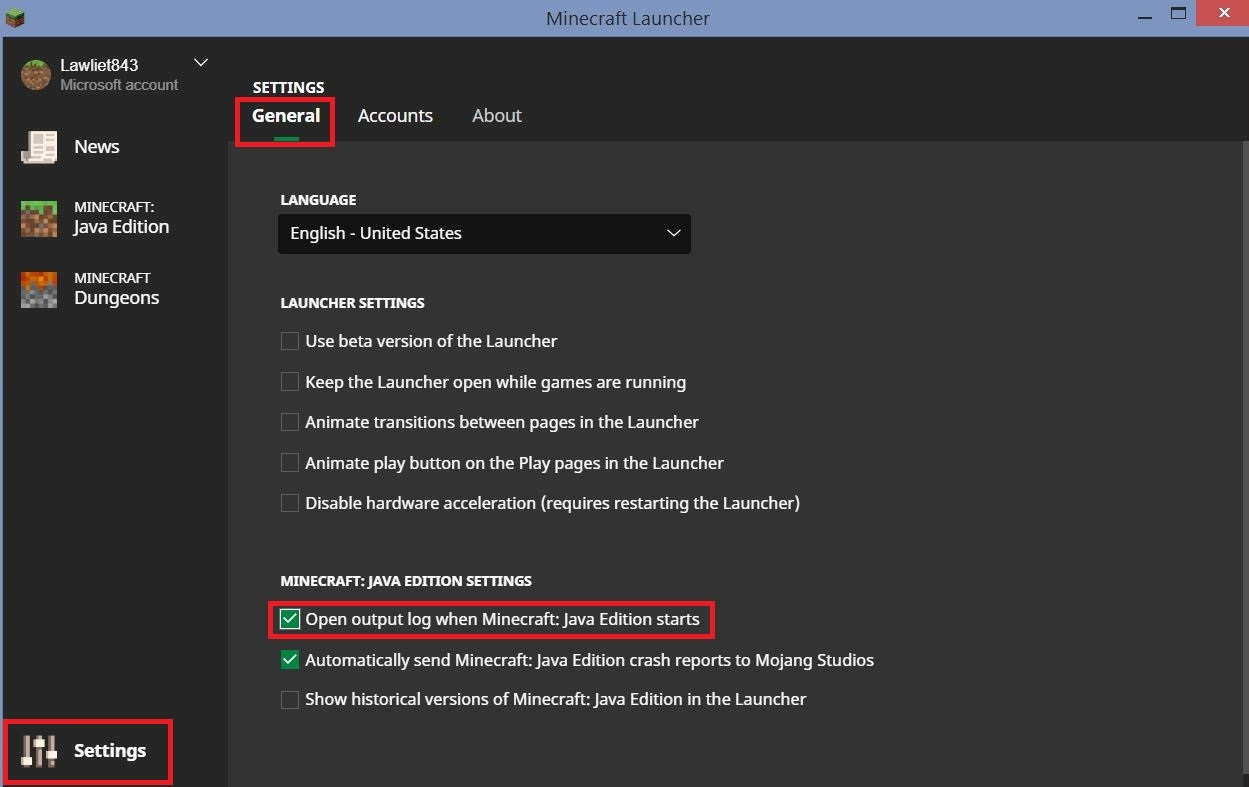 Minecraft Launcher
Lawliet843
Microsoft account
News
MINECRAFT:
Java Edition
MINECRAFT
Dungeons
Settings
SETTINGS
General Accounts About
LANGUAGE
English - United States
LAUNCHER SETTINGS
Use beta version of the Launcher
Keep the Launcher open while games are running
Animate transitions between pages in the Launcher
Animate play button on the Play pages in the Launcher
Disable hardware acceleration (requires restarting the Launcher)
MINECRAFT: JAVA EDITION SETTINGS
Open output log when Minecraft: Java Edition starts
Automatically send Minecraft: Java Edition crash reports to Mojang Studios
Show historical versions of Minecraft: Java Edition in the Launcher